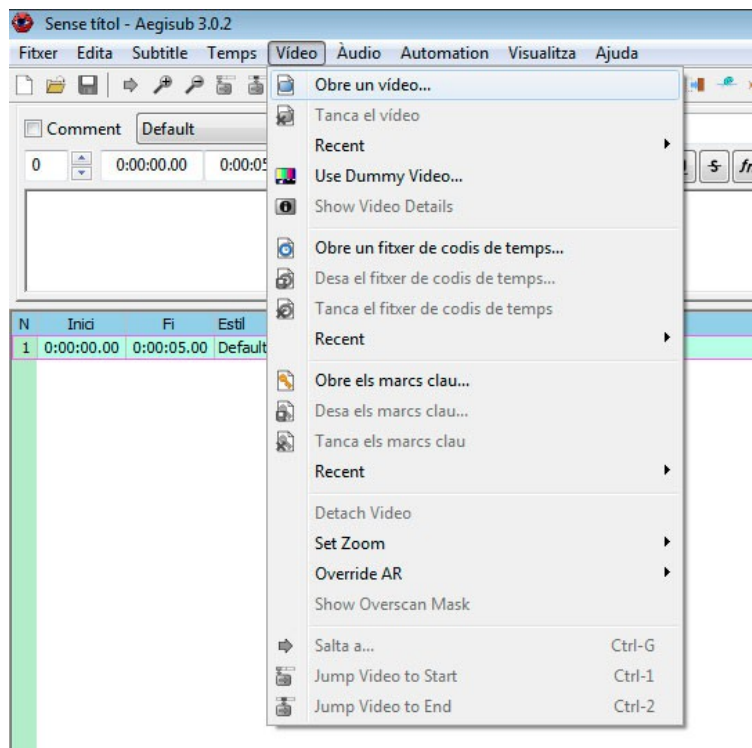 Sense títol - Aegisub 3.0.2
Fitxer Edita Subtitle Temps Vídeo Àudio Automation Visualitza Ajuda
Comment Default
0 0:00:00.00 0:00:05
Obre un vídeo...
Tanca el vídeo
Recent
Use Dummy Video...
Show Video Details
Obre un fitxer de codis de temps...
Desa el fitxer de codis de temps...
Tanca el fitxer de codis de temps
Recent
Obre els marcs clau...
Desa els marcs clau...
Tanca els marcs clau
Recent
Detach Video
Set Zoom
Override AR
Show Overscan Mask
Salta a... Ctrl-G
Jump Video to Start Ctrl-1
Jump Video to End Ctrl-2
N Inici Fi Estil
1 0:00:00.00 0:00:05.00 Default